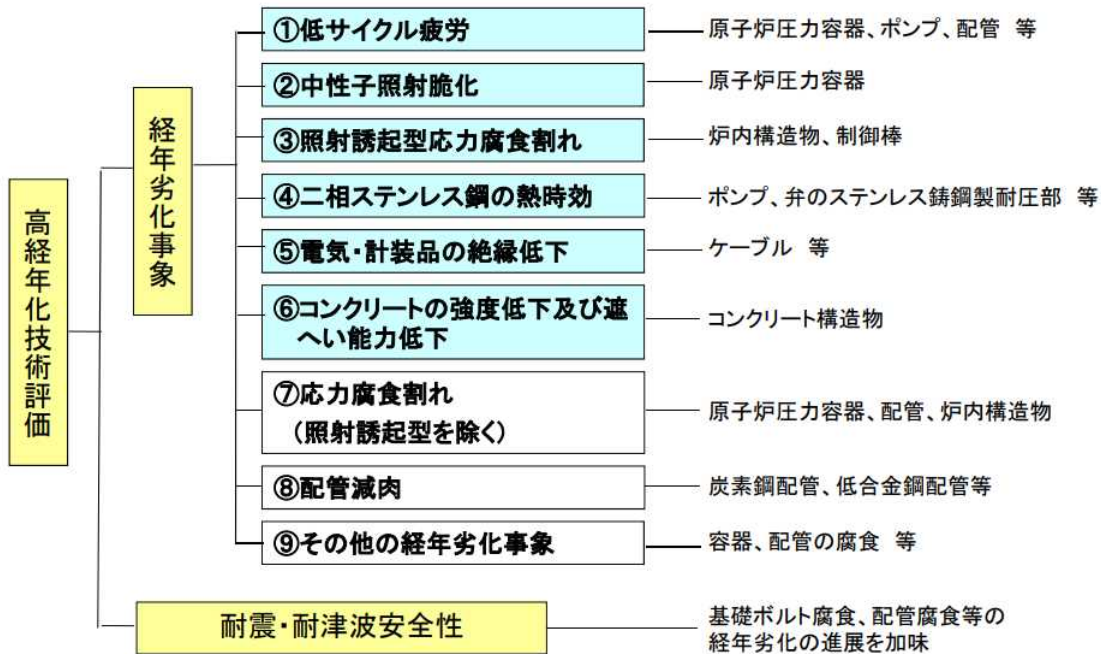 高経年化技術評価
経年劣化事象
①低サイクル疲労
原子炉圧力容器、ポンプ、配管 等
②中性子照射脆化
原子炉圧力容器
③照射誘起型応力腐食割れ
炉内構造物、制御棒
④二相ステンレス鋼の熱時効
ポンプ、弁のステンレス鋳鋼製耐圧部 等
⑤電気・計装品の絶縁低下
ケーブル 等
⑥コンクリートの強度低下及び遮
へい能力低下
コンクリート構造物
⑦応力腐食割れ
（照射誘起型を除く）
原子炉圧力容器、配管、炉内構造物
⑧配管減肉
炭素鋼配管、低合金鋼配管等
⑨その他の経年劣化事象
容器、配管の腐食 等
耐震・耐津波安全性
基礎ボルト腐食、配管腐食等の
経年劣化の進展を加味